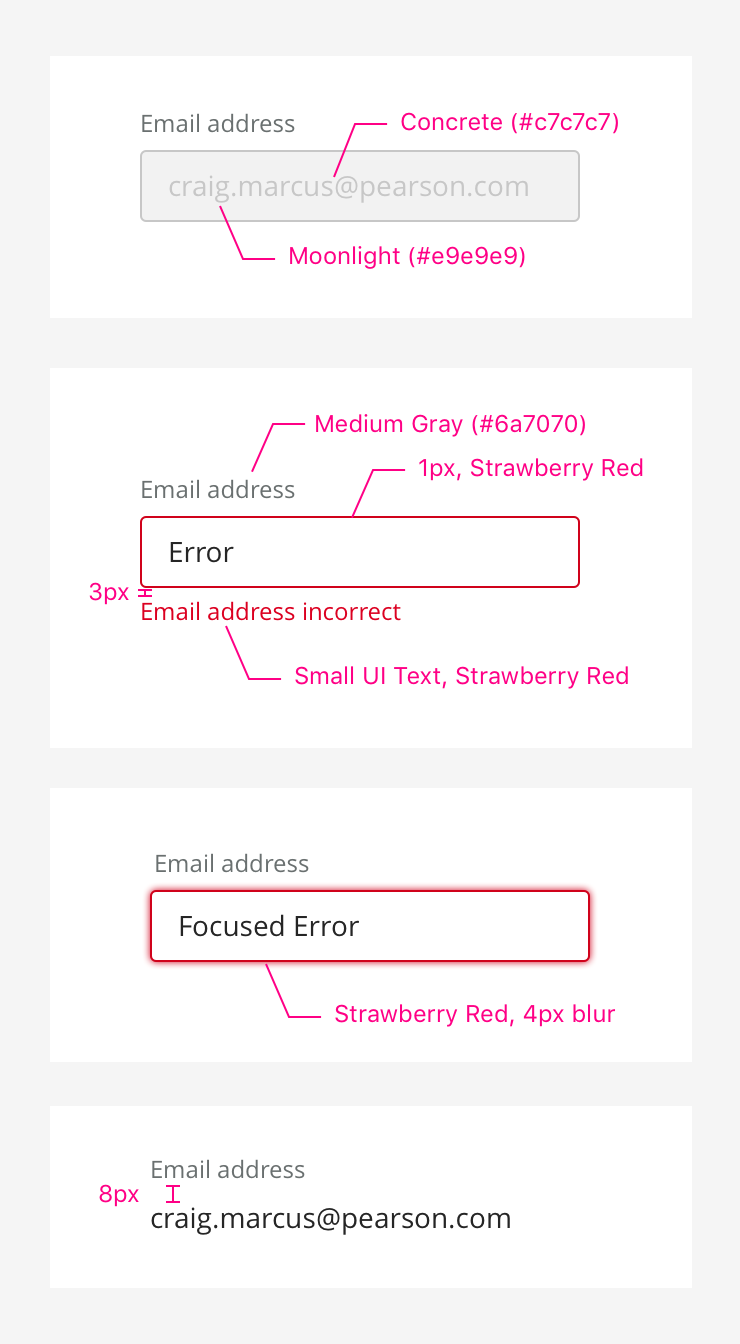 Email address
Concrete (#c7c7c7)
craig.marcus@pearson.com
Moonlight (#e9e9e9)
Medium Gray (#6a7070)
1px, Strawberry Red
Email address
Error
3px
Email address incorrect
Small UI Text, Strawberry Red
Email address
Focused Error
Strawberry Red, 4px blur
Email address
8px
craig.marcus@pearson.com